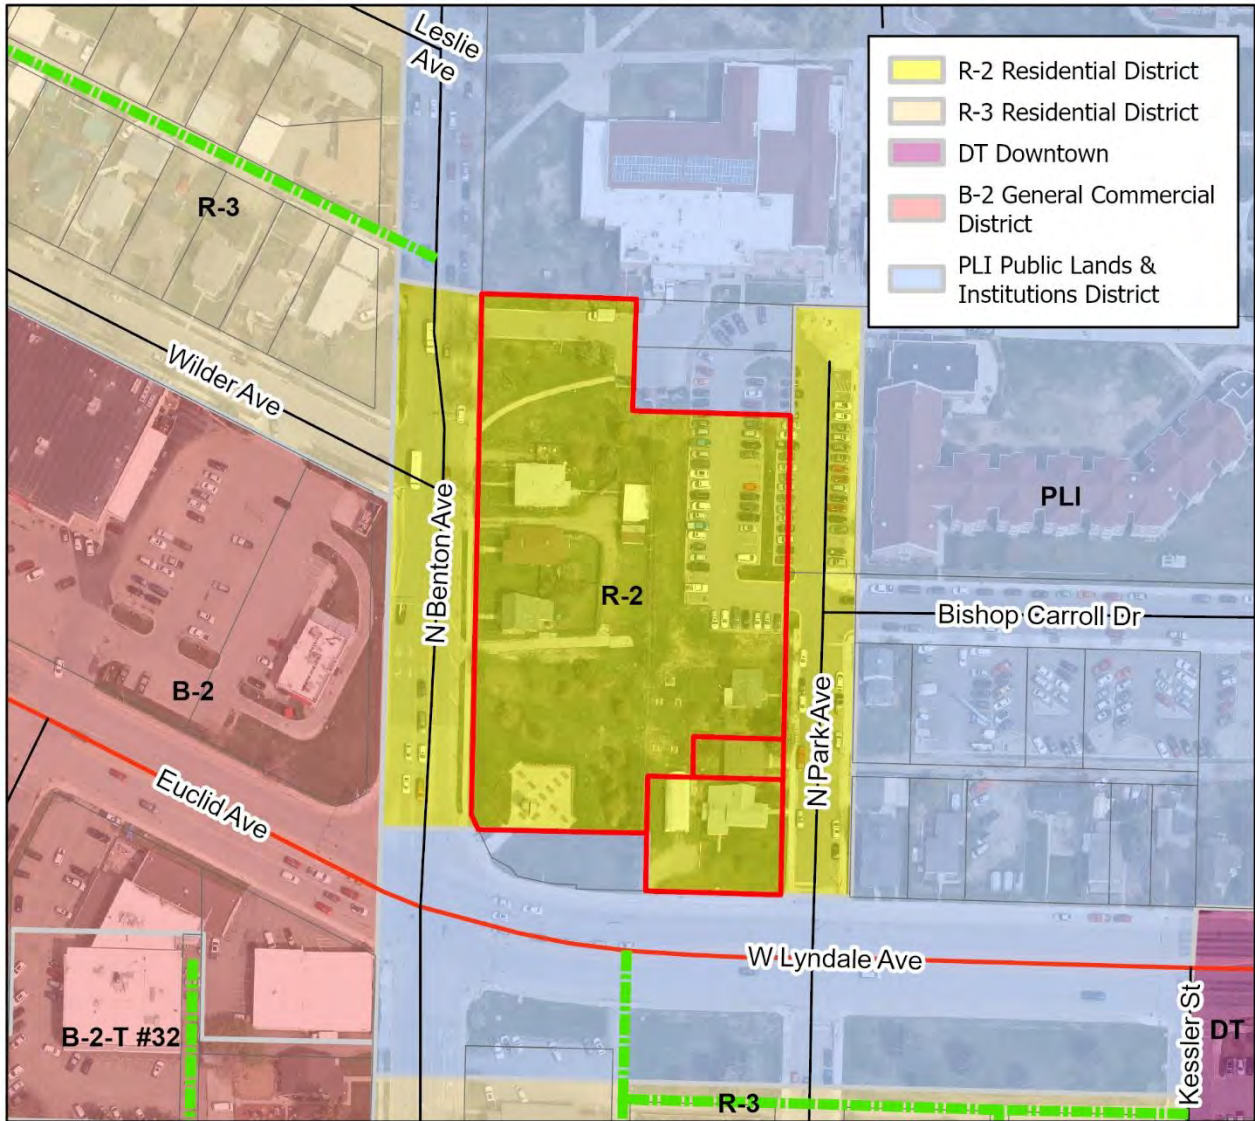 Leslie
Ave
R-2 Residential District
R-3 Residential District
DT Downtown
B-2 General Commercial
District
PLI Public Lands &
Institutions District
R-3
Wilder Ave
N Benton Ave
PLI
R-2
Bishop Carroll Dr
B-2
N Park Ave
Euclid Ave
W Lyndale Ave
B-2-T #32
Kessler St
DT
R-3